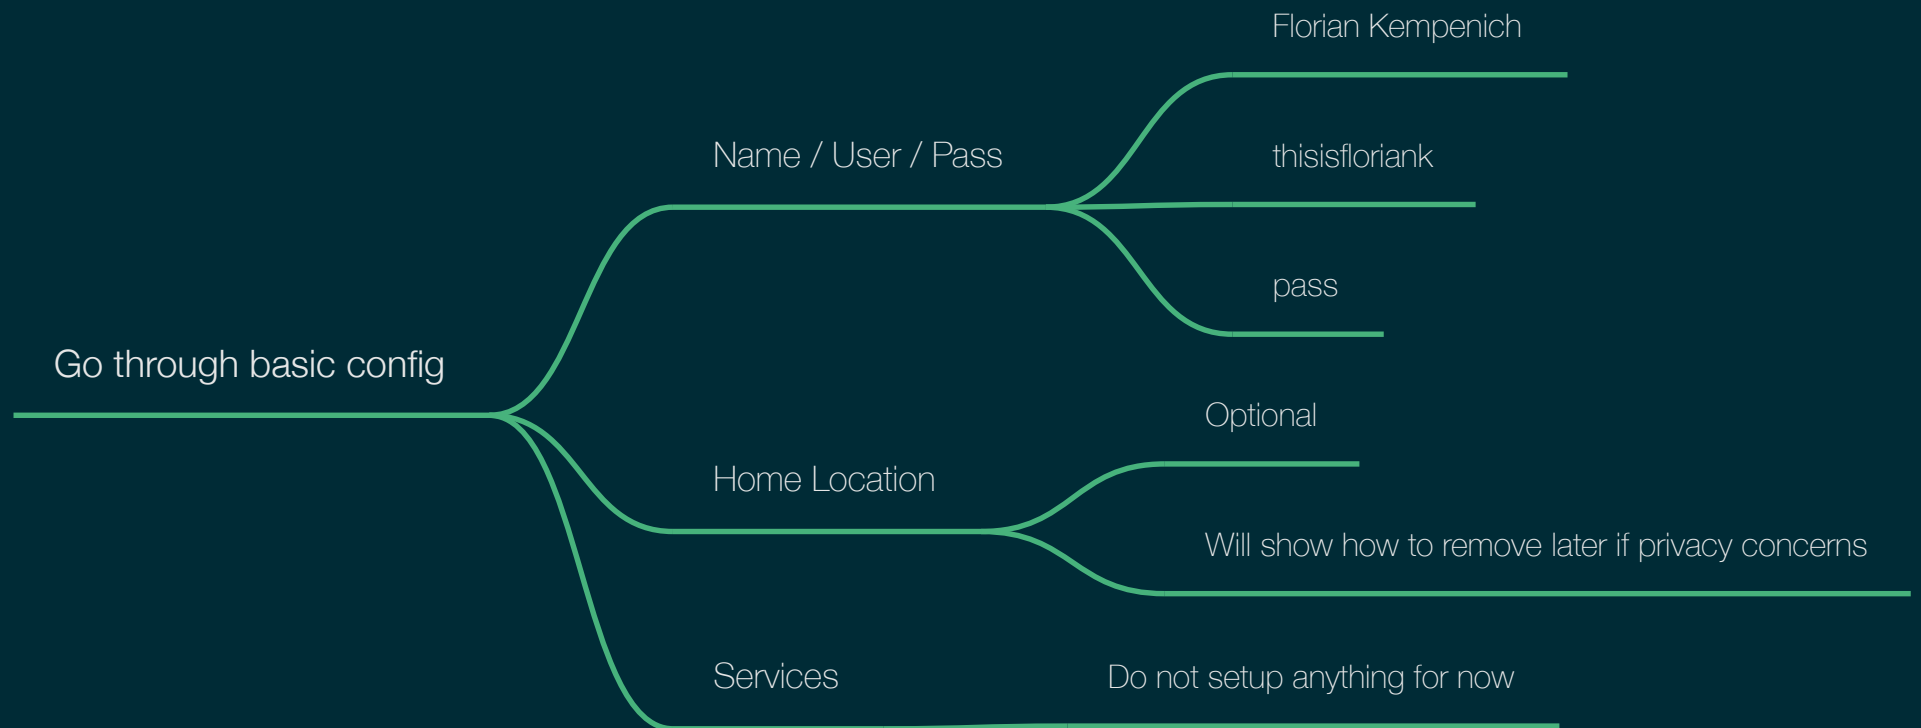 Go through basic config
Name / User / Pass
Florian Kempenich
thisisfloriank
pass
Home Location
Optional
Will show how to remove later if privacy concerns
Services
Do not setup anything for now